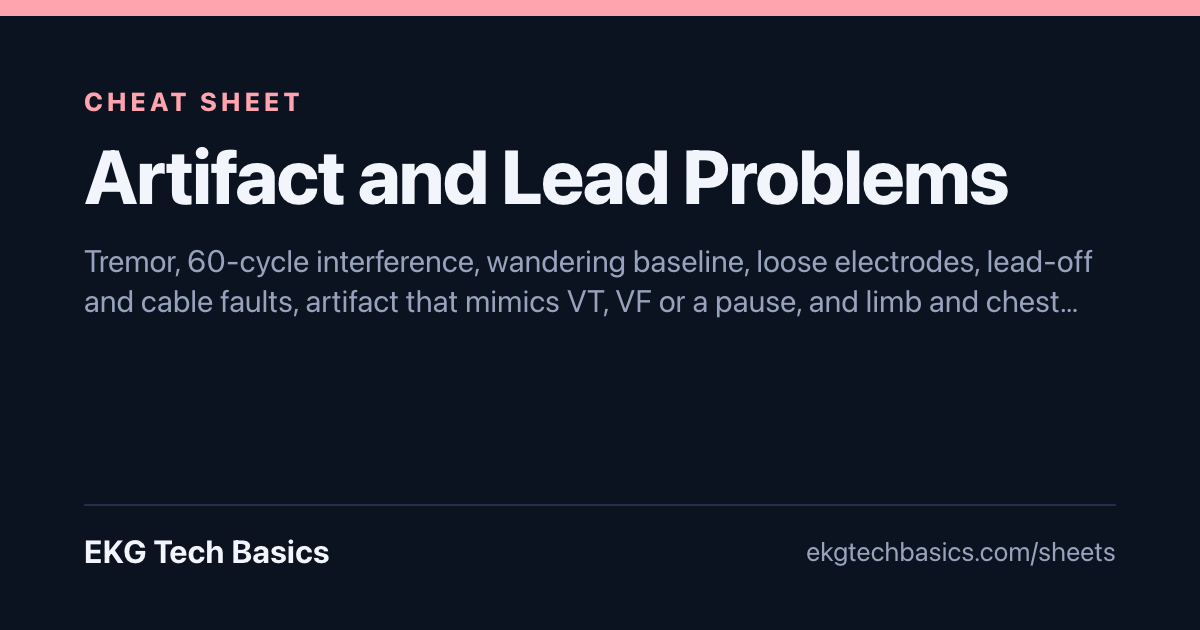 CHEAT SHEET
Artifact and Lead Problems
Tremor, 60-cycle interference, wandering baseline, loose electrodes, lead-off
and cable faults, artifact that mimics VT, VF or a pause, and limb and chest…
EKG Tech Basics
ekgtechbasics.com/sheets